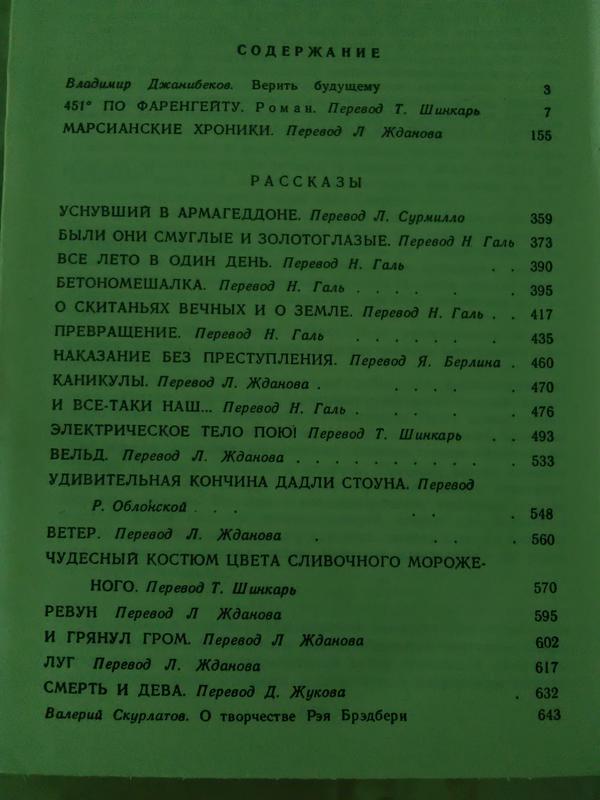 СОДЕРЖАНИЕ
Владимир Джанибеков. Верить будущему 3
451° ПО ФАРЕНГЕЙТУ. Роман. Перевод Т. Шинкарь 7
МАРСИАНСКИЕ ХРОНИКИ. Перевод Л Жданова 155
РАССКАЗЫ
УСНУВШИЙ В АРМАГЕДДОНЕ. Перевод Л. Сурмилло 359
БЫЛИ ОНИ СМУГЛЫЕ И ЗОЛОТОГЛАЗЫЕ. Перевод Н Галь 373
ВСЕ ЛЕТО В ОДИН ДЕНЬ. Перевод Н. Галь . . 390
БЕТОНОМЕШАЛКА. Перевод Н. Галь . . . . . 395
О СКИТАНЬЯХ ВЕЧНЫХ И О ЗЕМЛЕ. Перевод Н. Галь . . 417
ПРЕВРАЩЕНИЕ. Перевод Н. Галь . . . . . . 435
НАКАЗАНИЕ БЕЗ ПРЕСТУПЛЕНИЯ. Перевод Я. Берлина . 460
КАНИКУЛЫ. Перевод Л. Жданова . . . . . 470
И ВСЕ-ТАКИ НАШ... Перевод Н. Галь . . . . 476
ЭЛЕКТРИЧЕСКОЕ ТЕЛО ПОЮ! Перевод Т. Шинкарь . . 493
ВЕЛЬД. Перевод Л. Жданова . . . . . . . . . 533
УДИВИТЕЛЬНАЯ КОНЧИНА ДАДЛИ СТОУНА. Перевод
Р. Облонской . . . . . . 548
ВЕТЕР. Перевод Л. Жданова . . . 560
ЧУДЕСНЫЙ КОСТЮМ ЦВЕТА СЛИВОЧНОГО МОРОЖЕ-
НОГО. Перевод Т. Шинкарь 570
РЕВУН Перевод Л Жданова 595
И ГРЯНУЛ ГРОМ. Перевод Л Жданова 602
ЛУГ Перевод Л. Жданова 617
СМЕРТЬ И ДЕВА. Перевод Д. Жукова . 632
Валерий Скурлатов. О творчестве Рэя Брэдбери 643